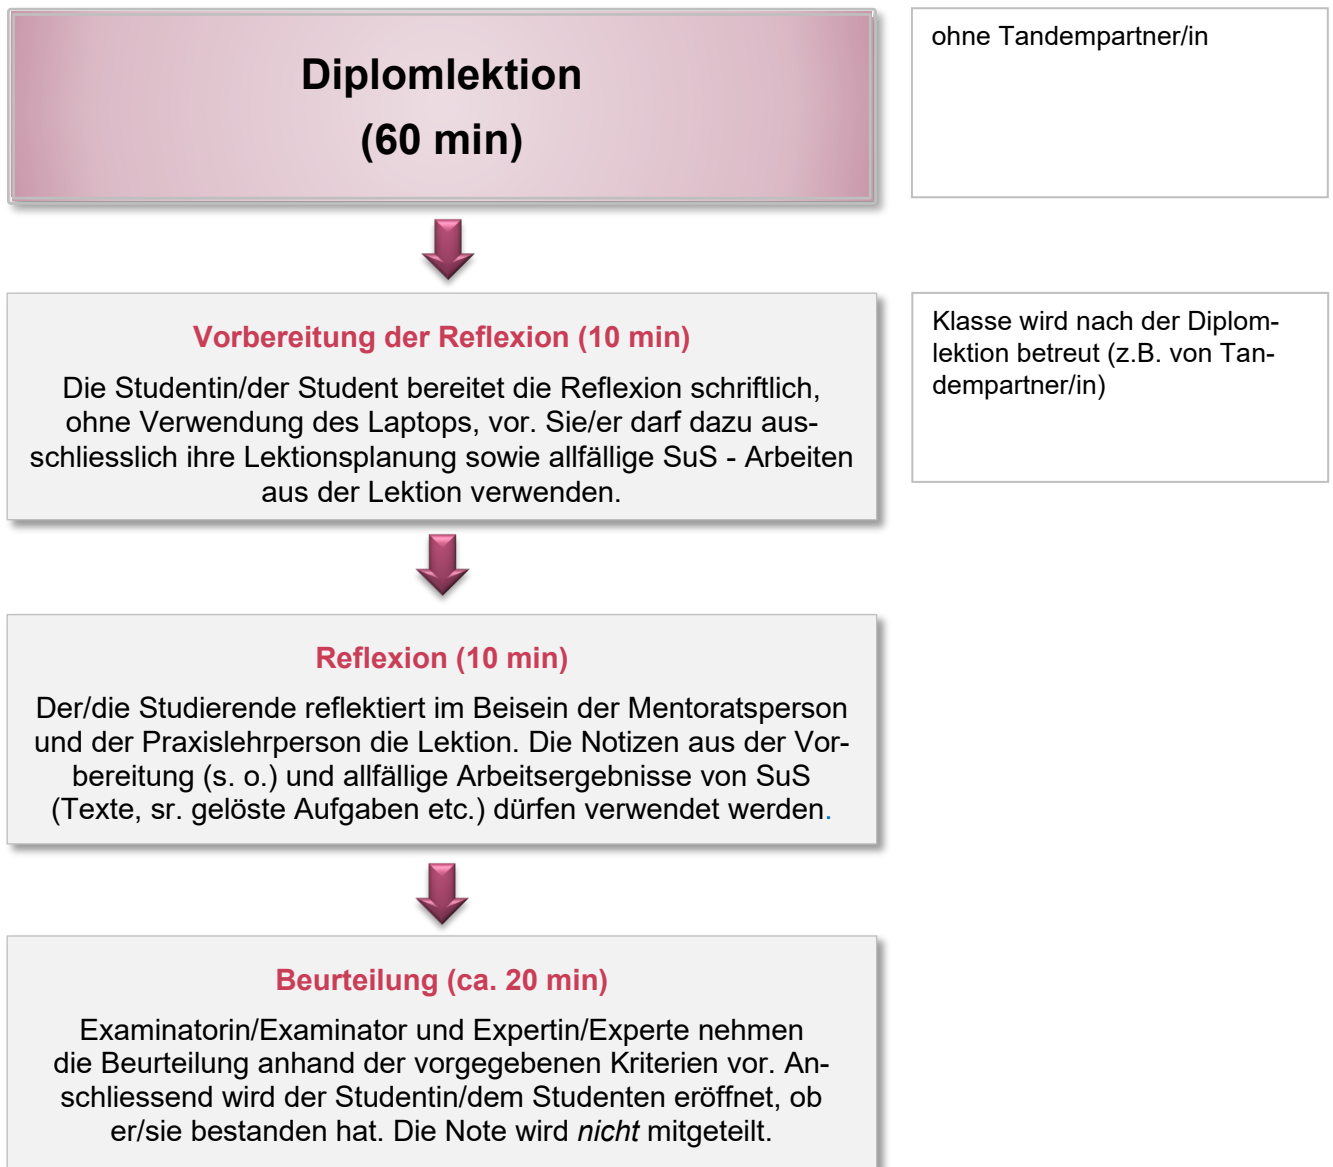 Diplomlektion
(60 min)
ohne Tandempartner/in
Vorbereitung der Reflexion (10 min)
Die Studentin/der Student bereitet die Reflexion schriftlich,
ohne Verwendung des Laptops, vor. Sie/er darf dazu aus-
schliesslich ihre Lektionsplanung sowie allfällige SuS - Arbeiten
aus der Lektion verwenden.
Klasse wird nach der Diplom-
lektion betreut (z.B. von Tan-
dempartner/in)
Reflexion (10 min)
Der/die Studierende reflektiert im Beisein der Mentoratsperson
und der Praxislehrperson die Lektion. Die Notizen aus der Vor-
bereitung (s. o.) und allfällige Arbeitsergebnisse von SuS
(Texte, sr. gelöste Aufgaben etc.) dürfen verwendet werden.
Beurteilung (ca. 20 min)
Examinatorin/Examinator und Expertin/Experte nehmen
die Beurteilung anhand der vorgegebenen Kriterien vor. An-
schliessend wird der Studentin/dem Studenten eröffnet, ob
er/sie bestanden hat. Die Note wird nicht mitgeteilt.